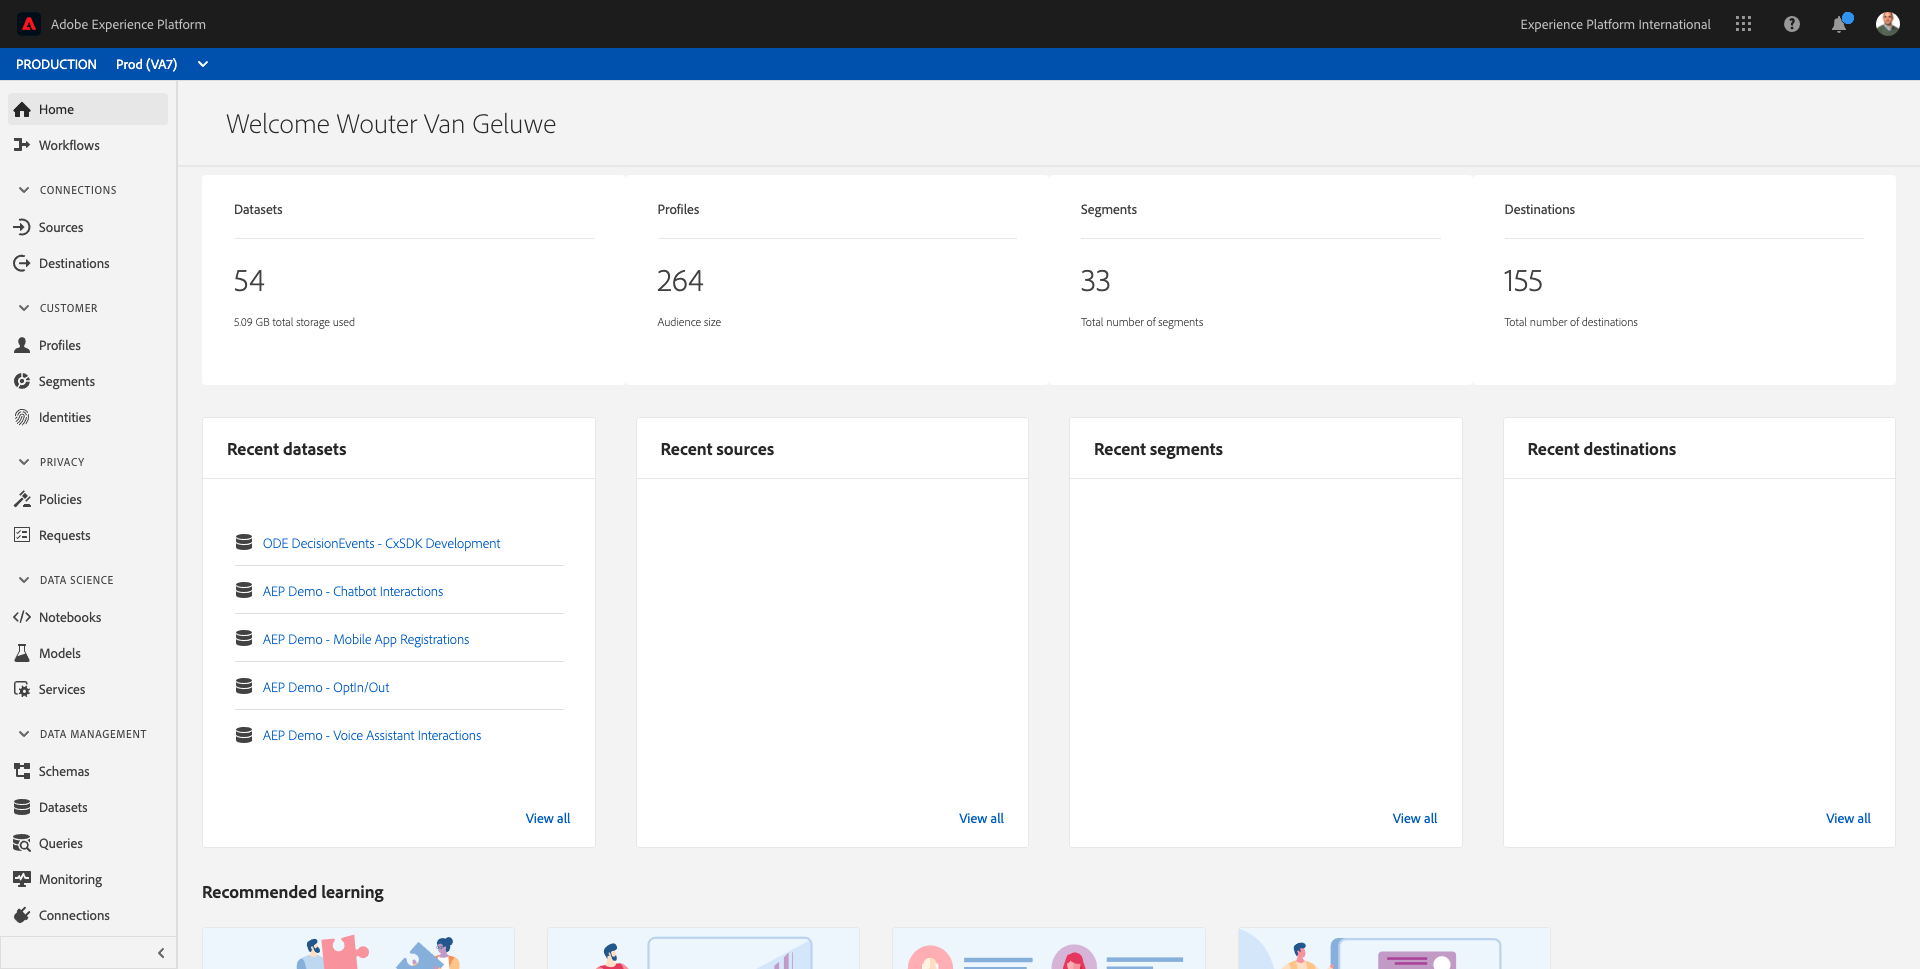 Adobe Experience Platform
Experience Platform International
PRODUCTION Prod (VA7)
Home
Workflows
CONNECTIONS
Sources
Destinations
CUSTOMER
Profiles
Segments
Identities
PRIVACY
Policies
Requests
DATA SCIENCE
Notebooks
Models
Services
DATA MANAGEMENT
Schemas
Datasets
Queries
Monitoring
Connections
Welcome Wouter Van Geluwe
Datasets
54
5.09 GB total storage used
Profiles
264
Audience size
Segments
33
Total number of segments
Destinations
155
Total number of destinations
Recent datasets
ODE DecisionEvents - CxSDK Development
AEP Demo - Chatbot Interactions
AEP Demo - Mobile App Registrations
AEP Demo - OptIn/Out
AEP Demo - Voice Assistant Interactions
View all
Recent sources
View all
Recent segments
View all
Recent destinations
View all
Recommended learning